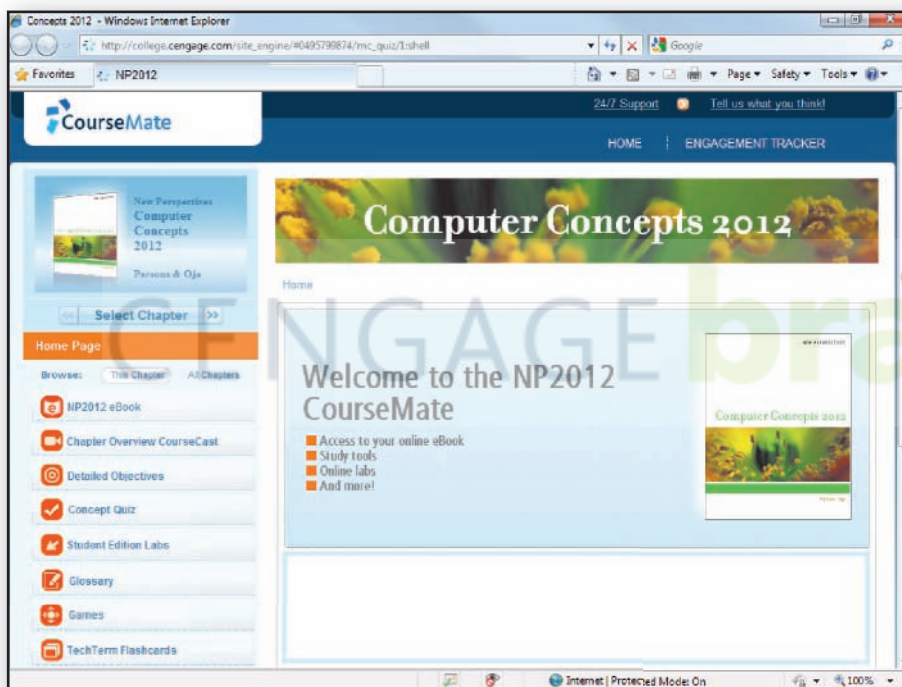 Concepts 2012 - Windows Internet Explorer
http://college.cengage.com/site_engine/#0495799874/mc_quiz/1:shell
Google
Favorites
NP2012
Page
Safety
Tools
CourseMate
24/7 Support
Tell us what you think!
HOME
ENGAGEMENT TRACKER
New Perspectives
Computer
Concepts
2012
Parsons & Oja
Computer Concepts 2012
Home
Select Chapter
Home Page
Browse: This Chapter All Chapters
NP2012 eBook
Chapter Overview CourseCast
Detailed Objectives
Concept Quiz
Student Edition Labs
Glossary
Games
TechTerm Flashcards
Welcome to the NP2012
CourseMate
Access to your online eBook
Study tools
Online labs
And more!
NEW PERSPECTIVES
Computer Concepts 2012
CENGAGE bra
Internet | Protected Mode: On
100%